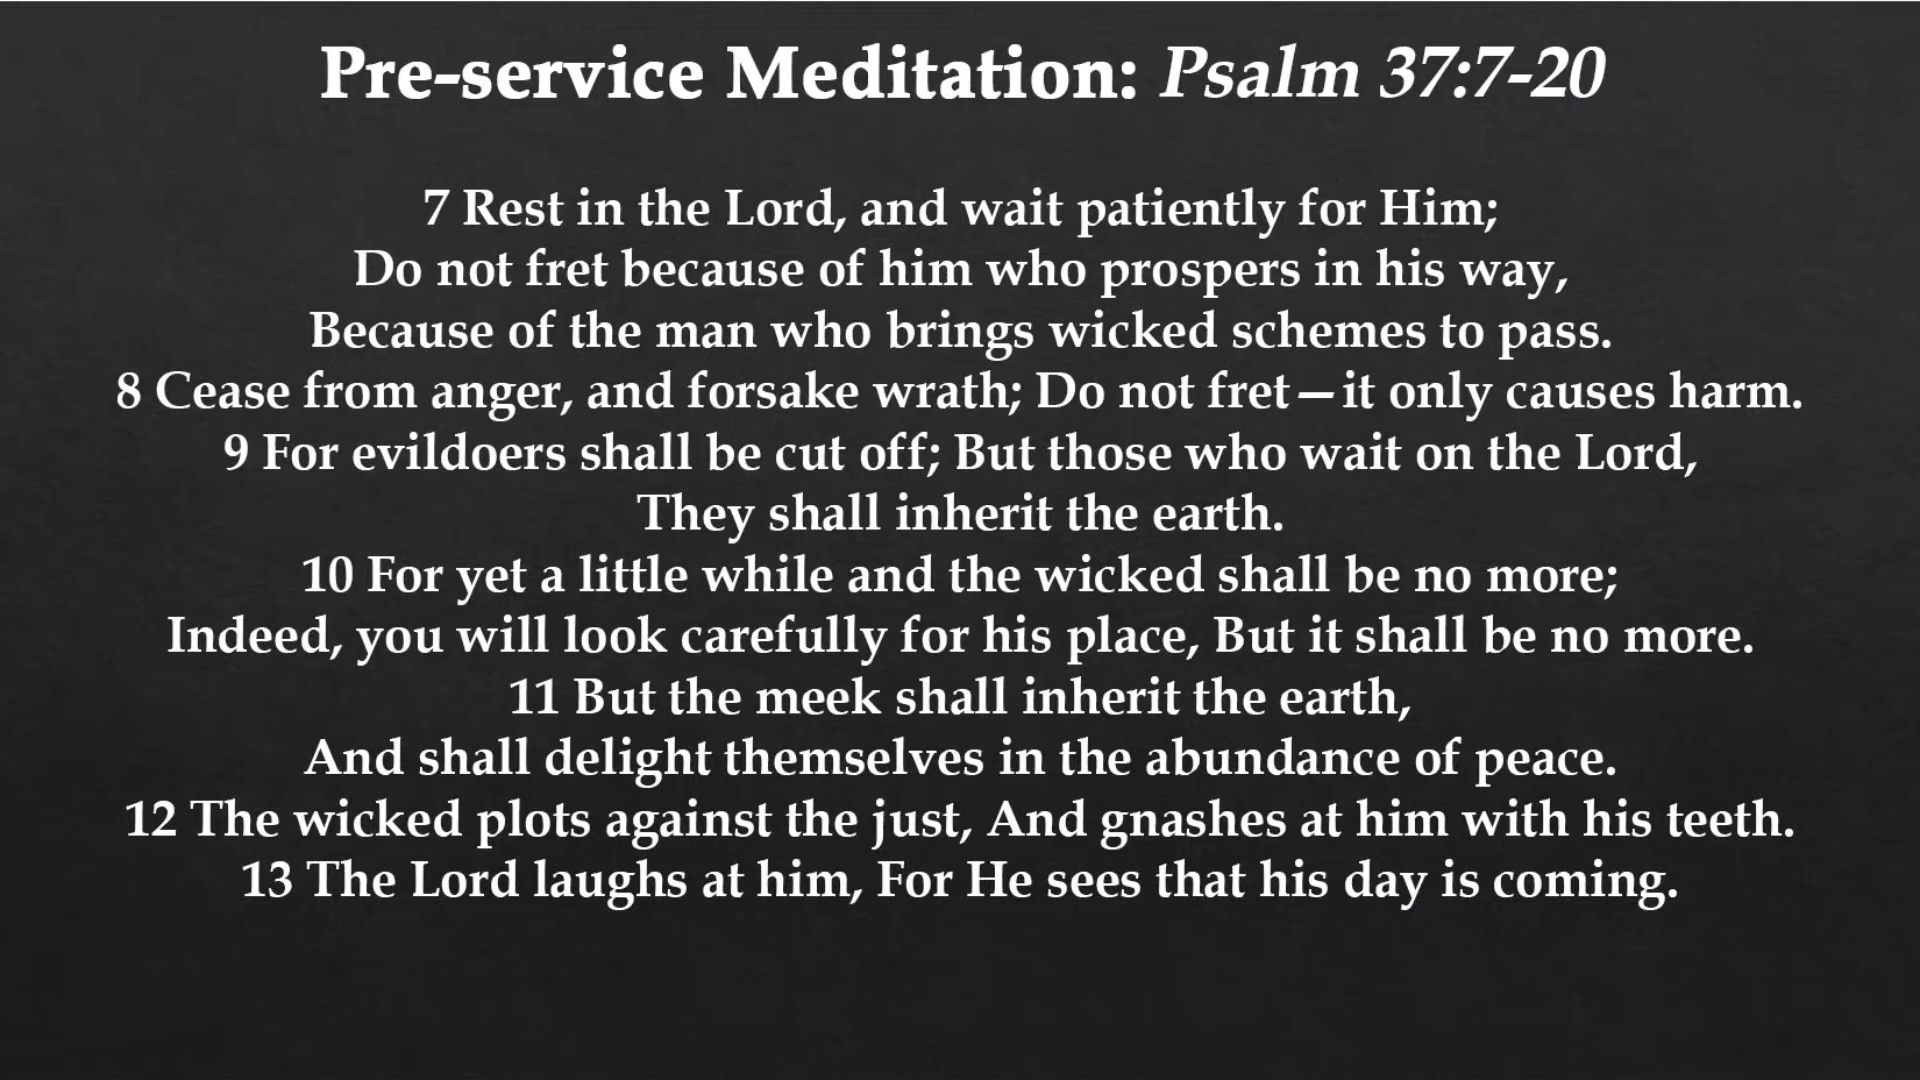 Pre-service Meditation: Psalm 37:7-20
7 Rest in the Lord, and wait patiently for Him;
Do not fret because of him who prospers in his way,
Because of the man who brings wicked schemes to pass.
8 Cease from anger, and forsake wrath; Do not fret—it only causes harm.
9 For evildoers shall be cut off; But those who wait on the Lord,
They shall inherit the earth.
10 For yet a little while and the wicked shall be no more;
Indeed, you will look carefully for his place, But it shall be no more.
11 But the meek shall inherit the earth,
And shall delight themselves in the abundance of peace.
12 The wicked plots against the just, And gnashes at him with his teeth.
13 The Lord laughs at him, For He sees that his day is coming.